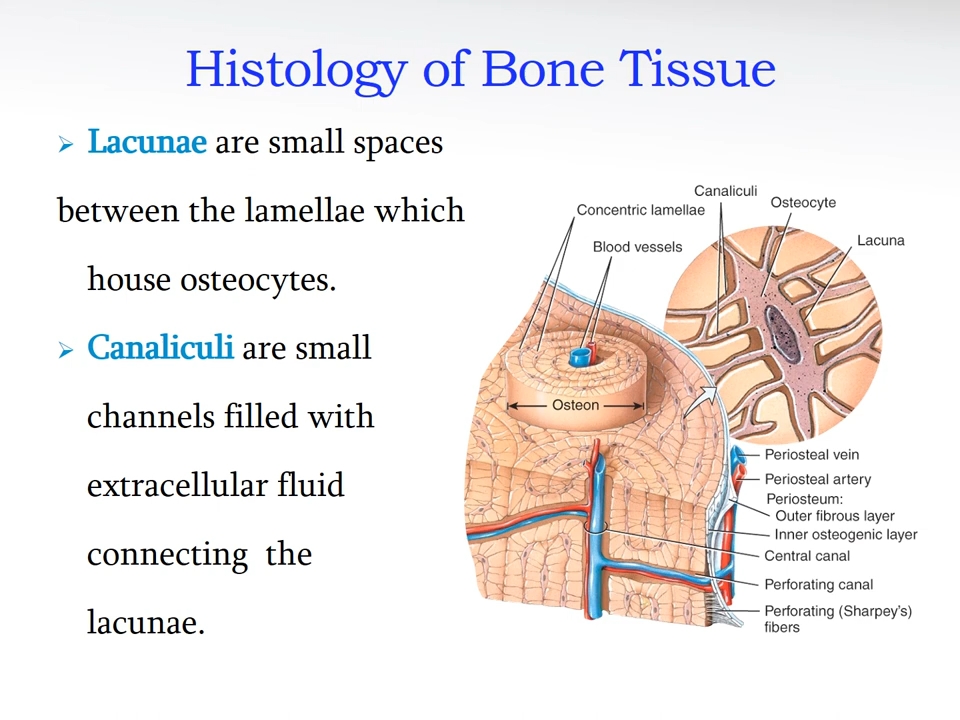 Histology of Bone Tissue
➢ Lacunae are small spaces
between the lamellae which
house osteocytes.
➢ Canaliculi are small
channels filled with
extracellular fluid
connecting the
lacunae.
Canaliculi
Osteocyte
Concentric lamellae
Lacuna
Blood vessels
Osteon
Periosteal vein
Periosteal artery
Periosteum:
Outer fibrous layer
Inner osteogenic layer
Central canal
Perforating canal
Perforating (Sharpey's)
fibers